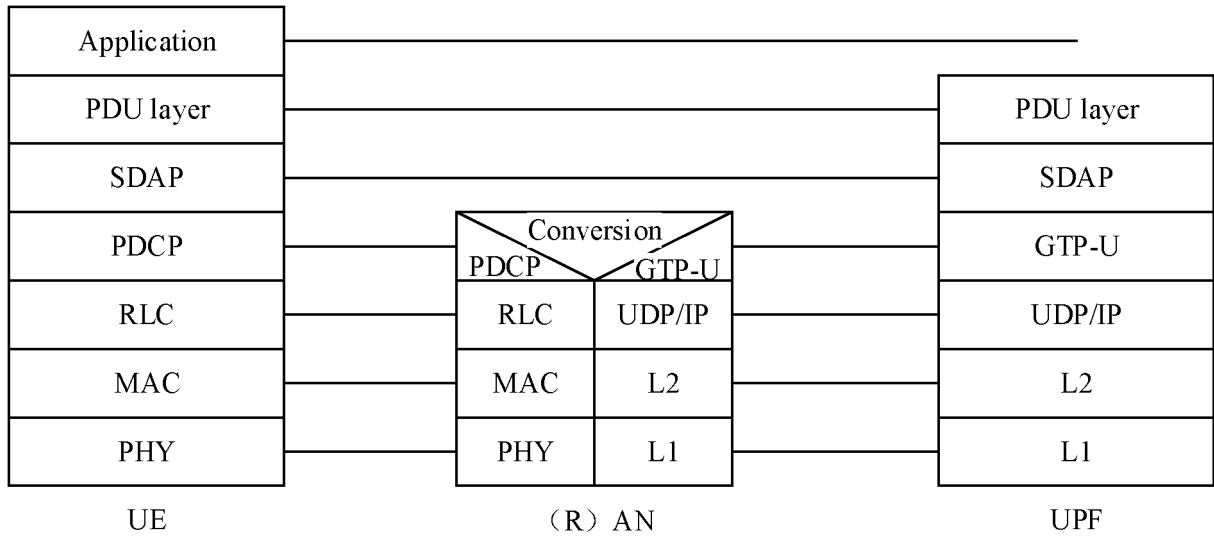 Application
PDU layer
PDU layer
SDAP
SDAP
PDCP
Conversion
PDCP
GTP-U
GTP-U
RLC
RLC
UDP/IP
UDP/IP
MAC
MAC
L2
L2
PHY
PHY
L1
L1
UE
（R）AN
UPF